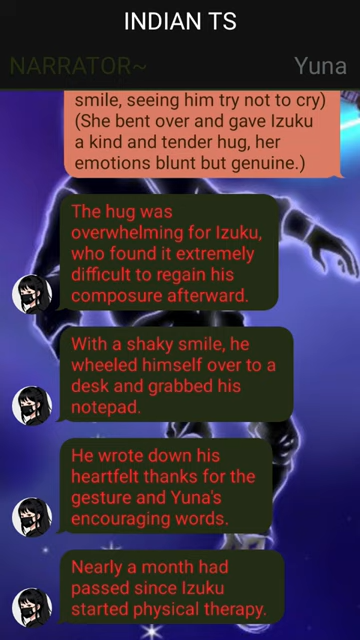 INDIAN TS
NARRATOR~ Yuna
smile, seeing him try not to cry)
(She bent over and gave Izuku
a kind and tender hug, her
emotions blunt but genuine.)
The hug was
overwhelming for Izuku,
who found it extremely
difficult to regain his
composure afterward.
With a shaky smile, he
wheeled himself over to a
desk and grabbed his
notepad.
He wrote down his
heartfelt thanks for the
gesture and Yuna's
encouraging words.
Nearly a month had
passed since Izuku
started physical therapy.